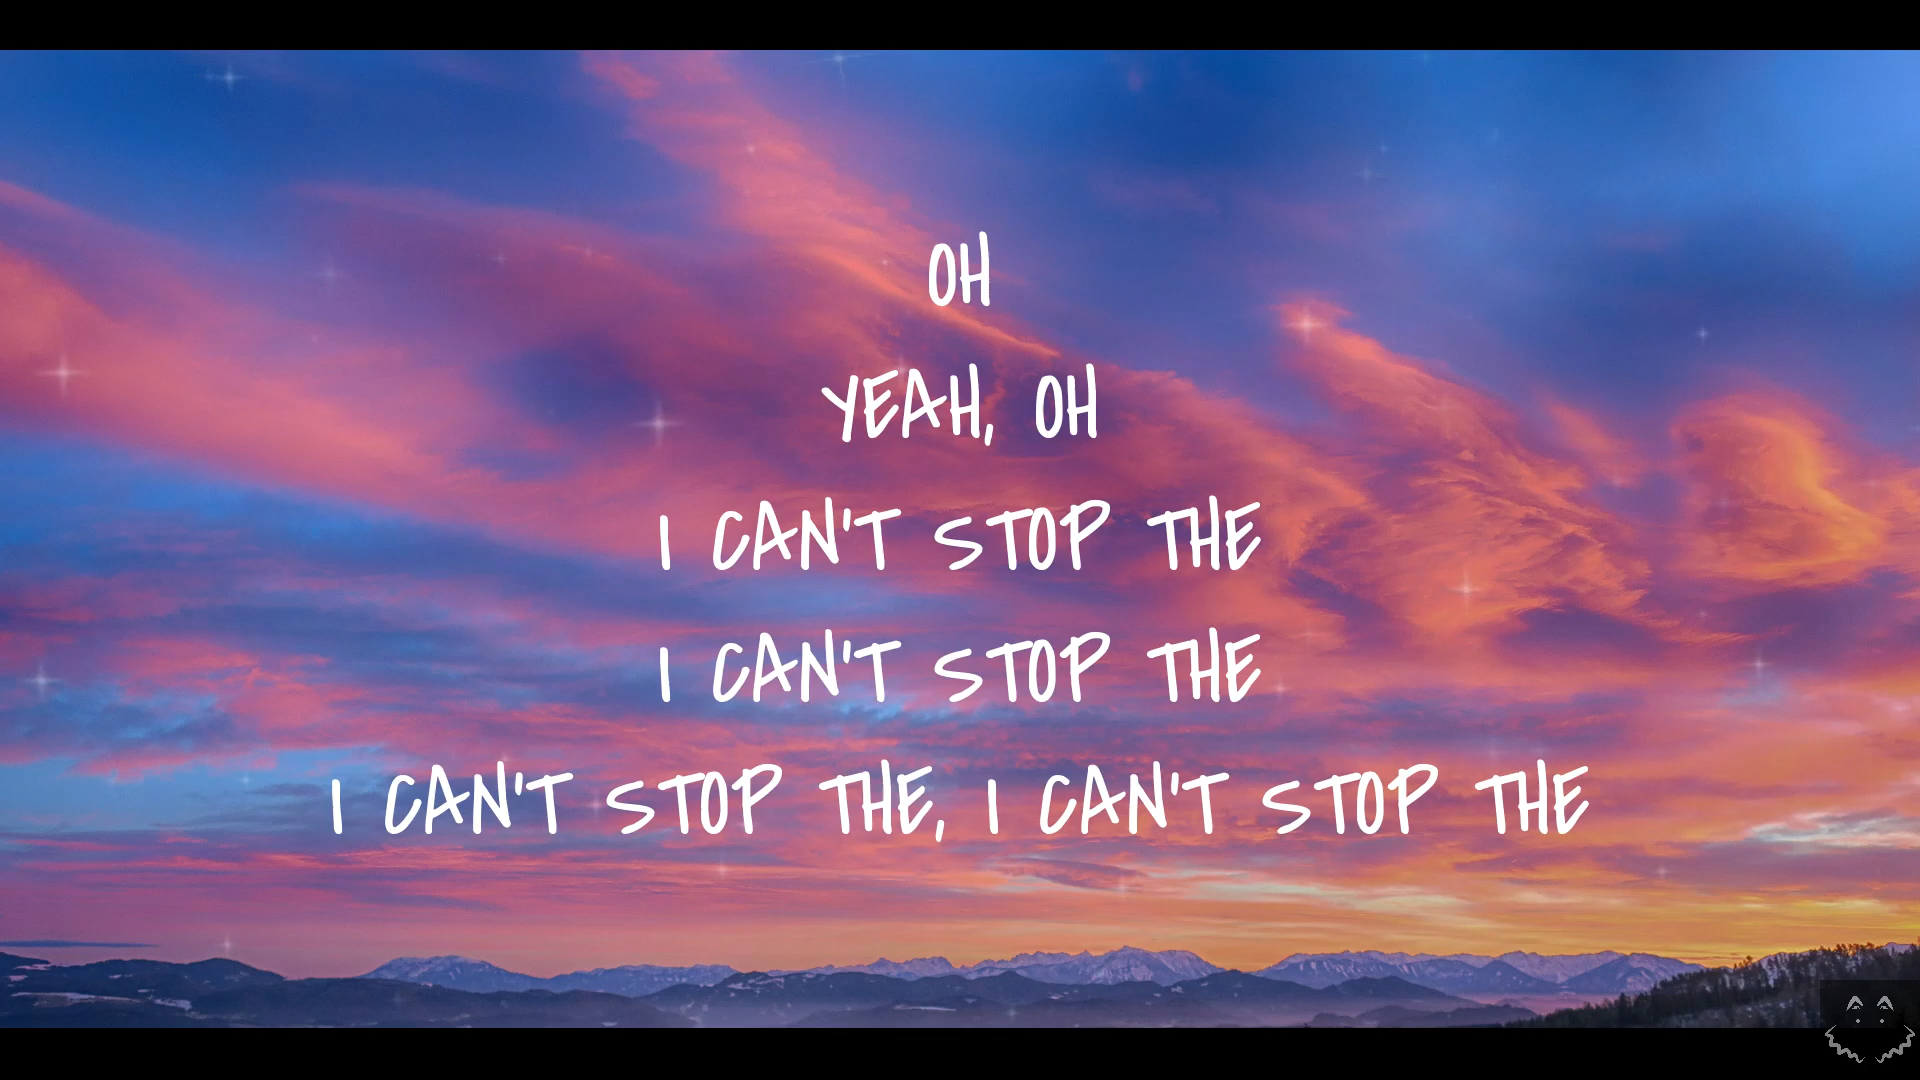 OH
YEAH, OH
I CAN'T STOP THE
I CAN'T STOP THE
I CAN'T STOP THE, I CAN'T STOP THE